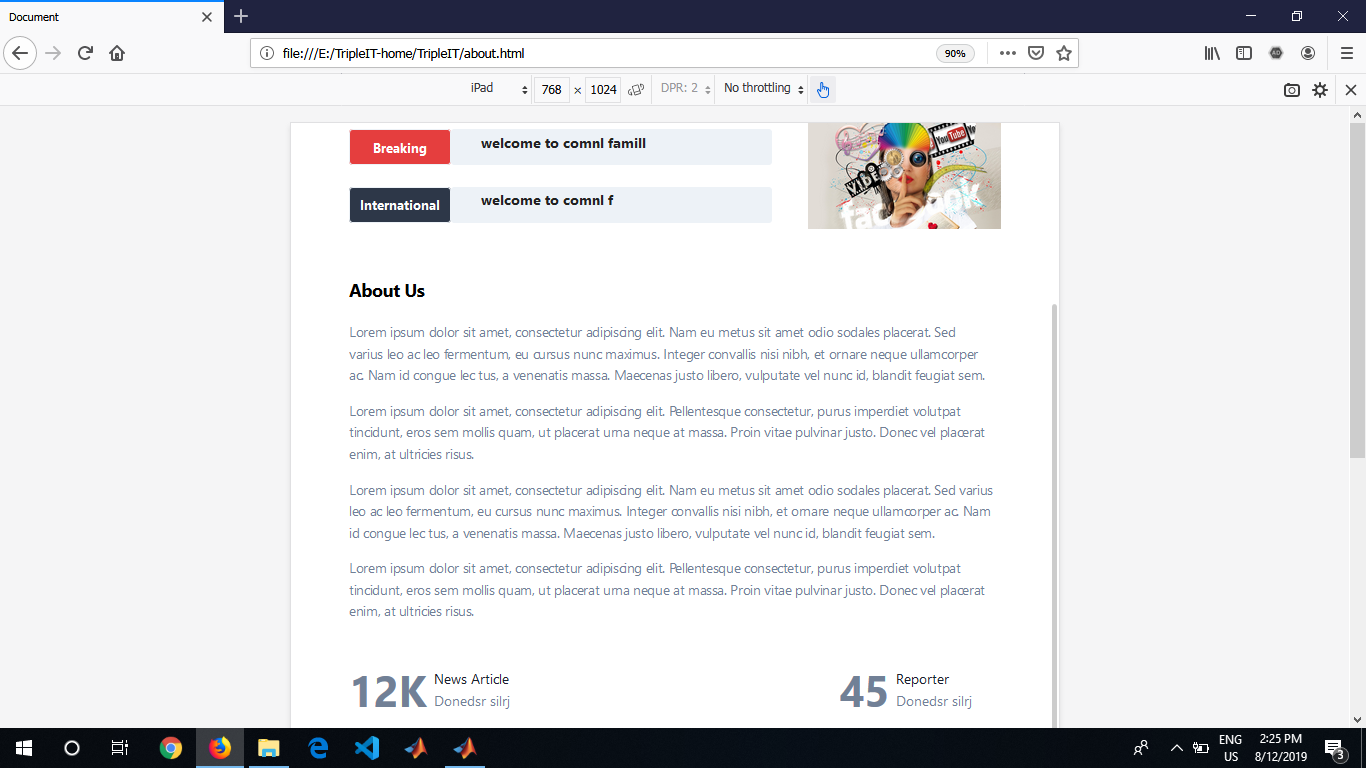 Document
file:///E:/TripleIT-home/TripleIT/about.html
90%
iPad
768 × 1024
DPR: 2
No throttling
Breaking
welcome to comnl famill
International
welcome to comnl f
VIDEO
YouTube
You
facebook
About Us
Lorem ipsum dolor sit amet, consectetur adipiscing elit. Nam eu metus sit amet odio sodales placerat. Sed
varius leo ac leo fermentum, eu cursus nunc maximus. Integer convallis nisi nibh, et ornare neque ullamcorper
ac. Nam id congue lec tus, a venenatis massa. Maecenas justo libero, vulputate vel nunc id, blandit feugiat sem.
Lorem ipsum dolor sit amet, consectetur adipiscing elit. Pellentesque consectetur, purus imperdiet volutpat
tincidunt, eros sem mollis quam, ut placerat urna neque at massa. Proin vitae pulvinar justo. Donec vel placerat
enim, at ultricies risus.
Lorem ipsum dolor sit amet, consectetur adipiscing elit. Nam eu metus sit amet odio sodales placerat. Sed varius
leo ac leo fermentum, eu cursus nunc maximus. Integer convallis nisi nibh, et ornare neque ullamcorper ac. Nam
id congue lec tus, a venenatis massa. Maecenas justo libero, vulputate vel nunc id, blandit feugiat sem.
Lorem ipsum dolor sit amet, consectetur adipiscing elit. Pellentesque consectetur, purus imperdiet volutpat
tincidunt, eros sem mollis quam, ut placerat urna neque at massa. Proin vitae pulvinar justo. Donec vel placerat
enim, at ultricies risus.
12K
News Article
Donedsr silrj
45
Reporter
Donedsr silrj
ENG
US
2:25 PM
8/12/2019
3